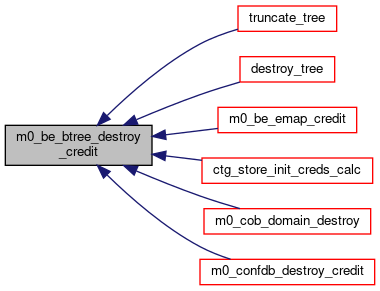 m0_be_btree_destroy
_credit
truncate_tree
destroy_tree
m0_be_emap_credit
ctg_store_init_creds_calc
m0_cob_domain_destroy
m0_confdb_destroy_credit